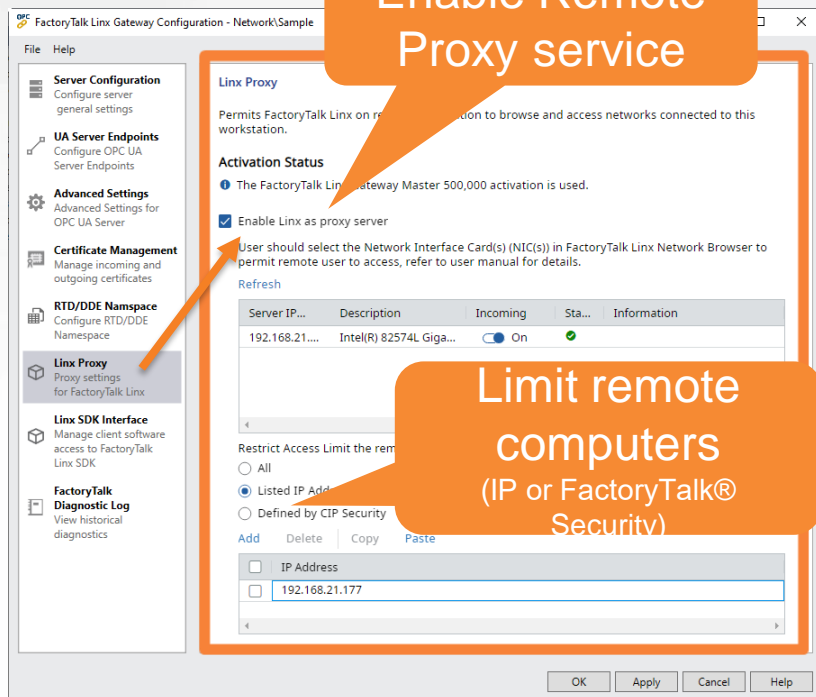 Enable Remote
Proxy service
FactoryTalk Linx Gateway Configuration - Network\Sample
File Help
Server Configuration
Configure server
general settings
UA Server Endpoints
Configure OPC UA
Server Endpoints
Advanced Settings
Advanced Settings for
OPC UA Server
Certificate Management
Manage incoming and
outgoing certificates
RTD/DDE Namspace
Configure RTD/DDE
Namespace
Linx Proxy
Proxy settings
for FactoryTalk Linx
Linx SDK Interface
Manage client software
access to FactoryTalk
Linx SDK
FactoryTalk
Diagnostic Log
View historical
diagnostics
Linx Proxy
Permits FactoryTalk Linx on to browse and access networks connected to this
workstation.
Activation Status
The FactoryTalk Gateway Master 500,000 activation is used.
Enable Linx as proxy server
User should select the Network Interface Card(s) (NIC(s)) in FactoryTalk Linx Network Browser to
permit remote user to access, refer to user manual for details.
Refresh
Server IP... Description Incoming Sta... Information
192.168.21.... Intel(R) 82574L Giga... On
Limit remote
computers
(IP or FactoryTalk®
Security)
Restrict Access Limit the
All
Listed IP
Defined by CIP Security
Add Delete Copy Paste
IP Address
192.168.21.177
OK Apply Cancel Help